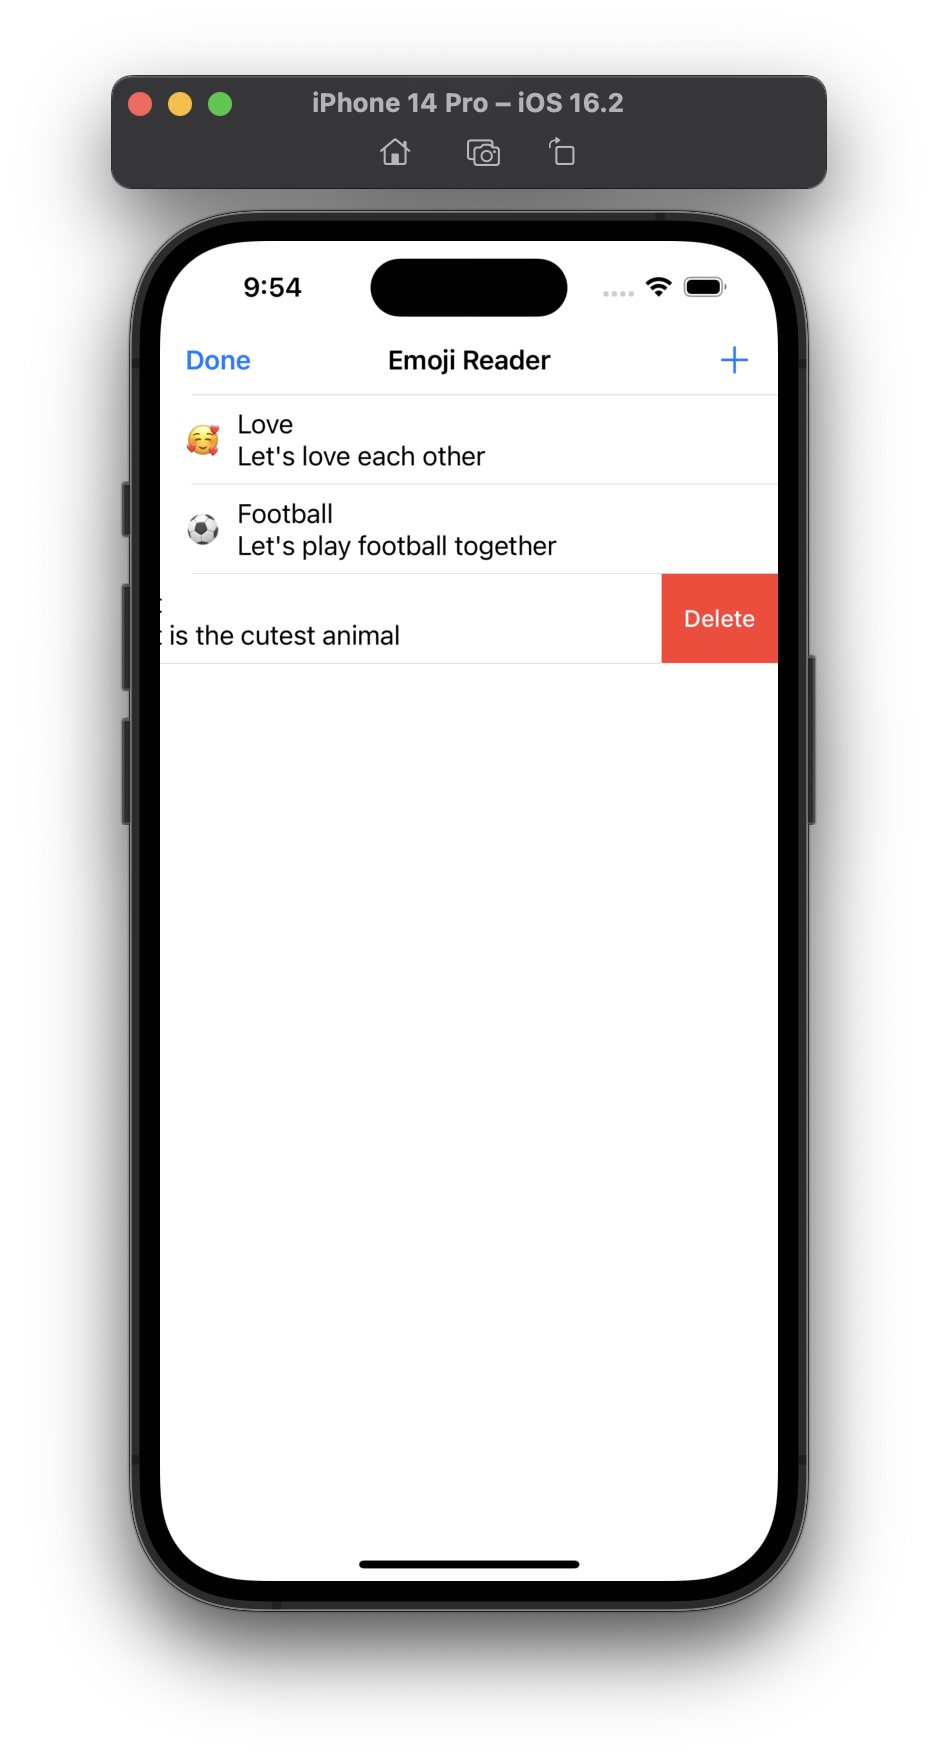 iPhone 14 Pro – iOS 16.2
9:54
Done Emoji Reader
Love
Let's love each other
Football
Let's play football together
is the cutest animal
Delete